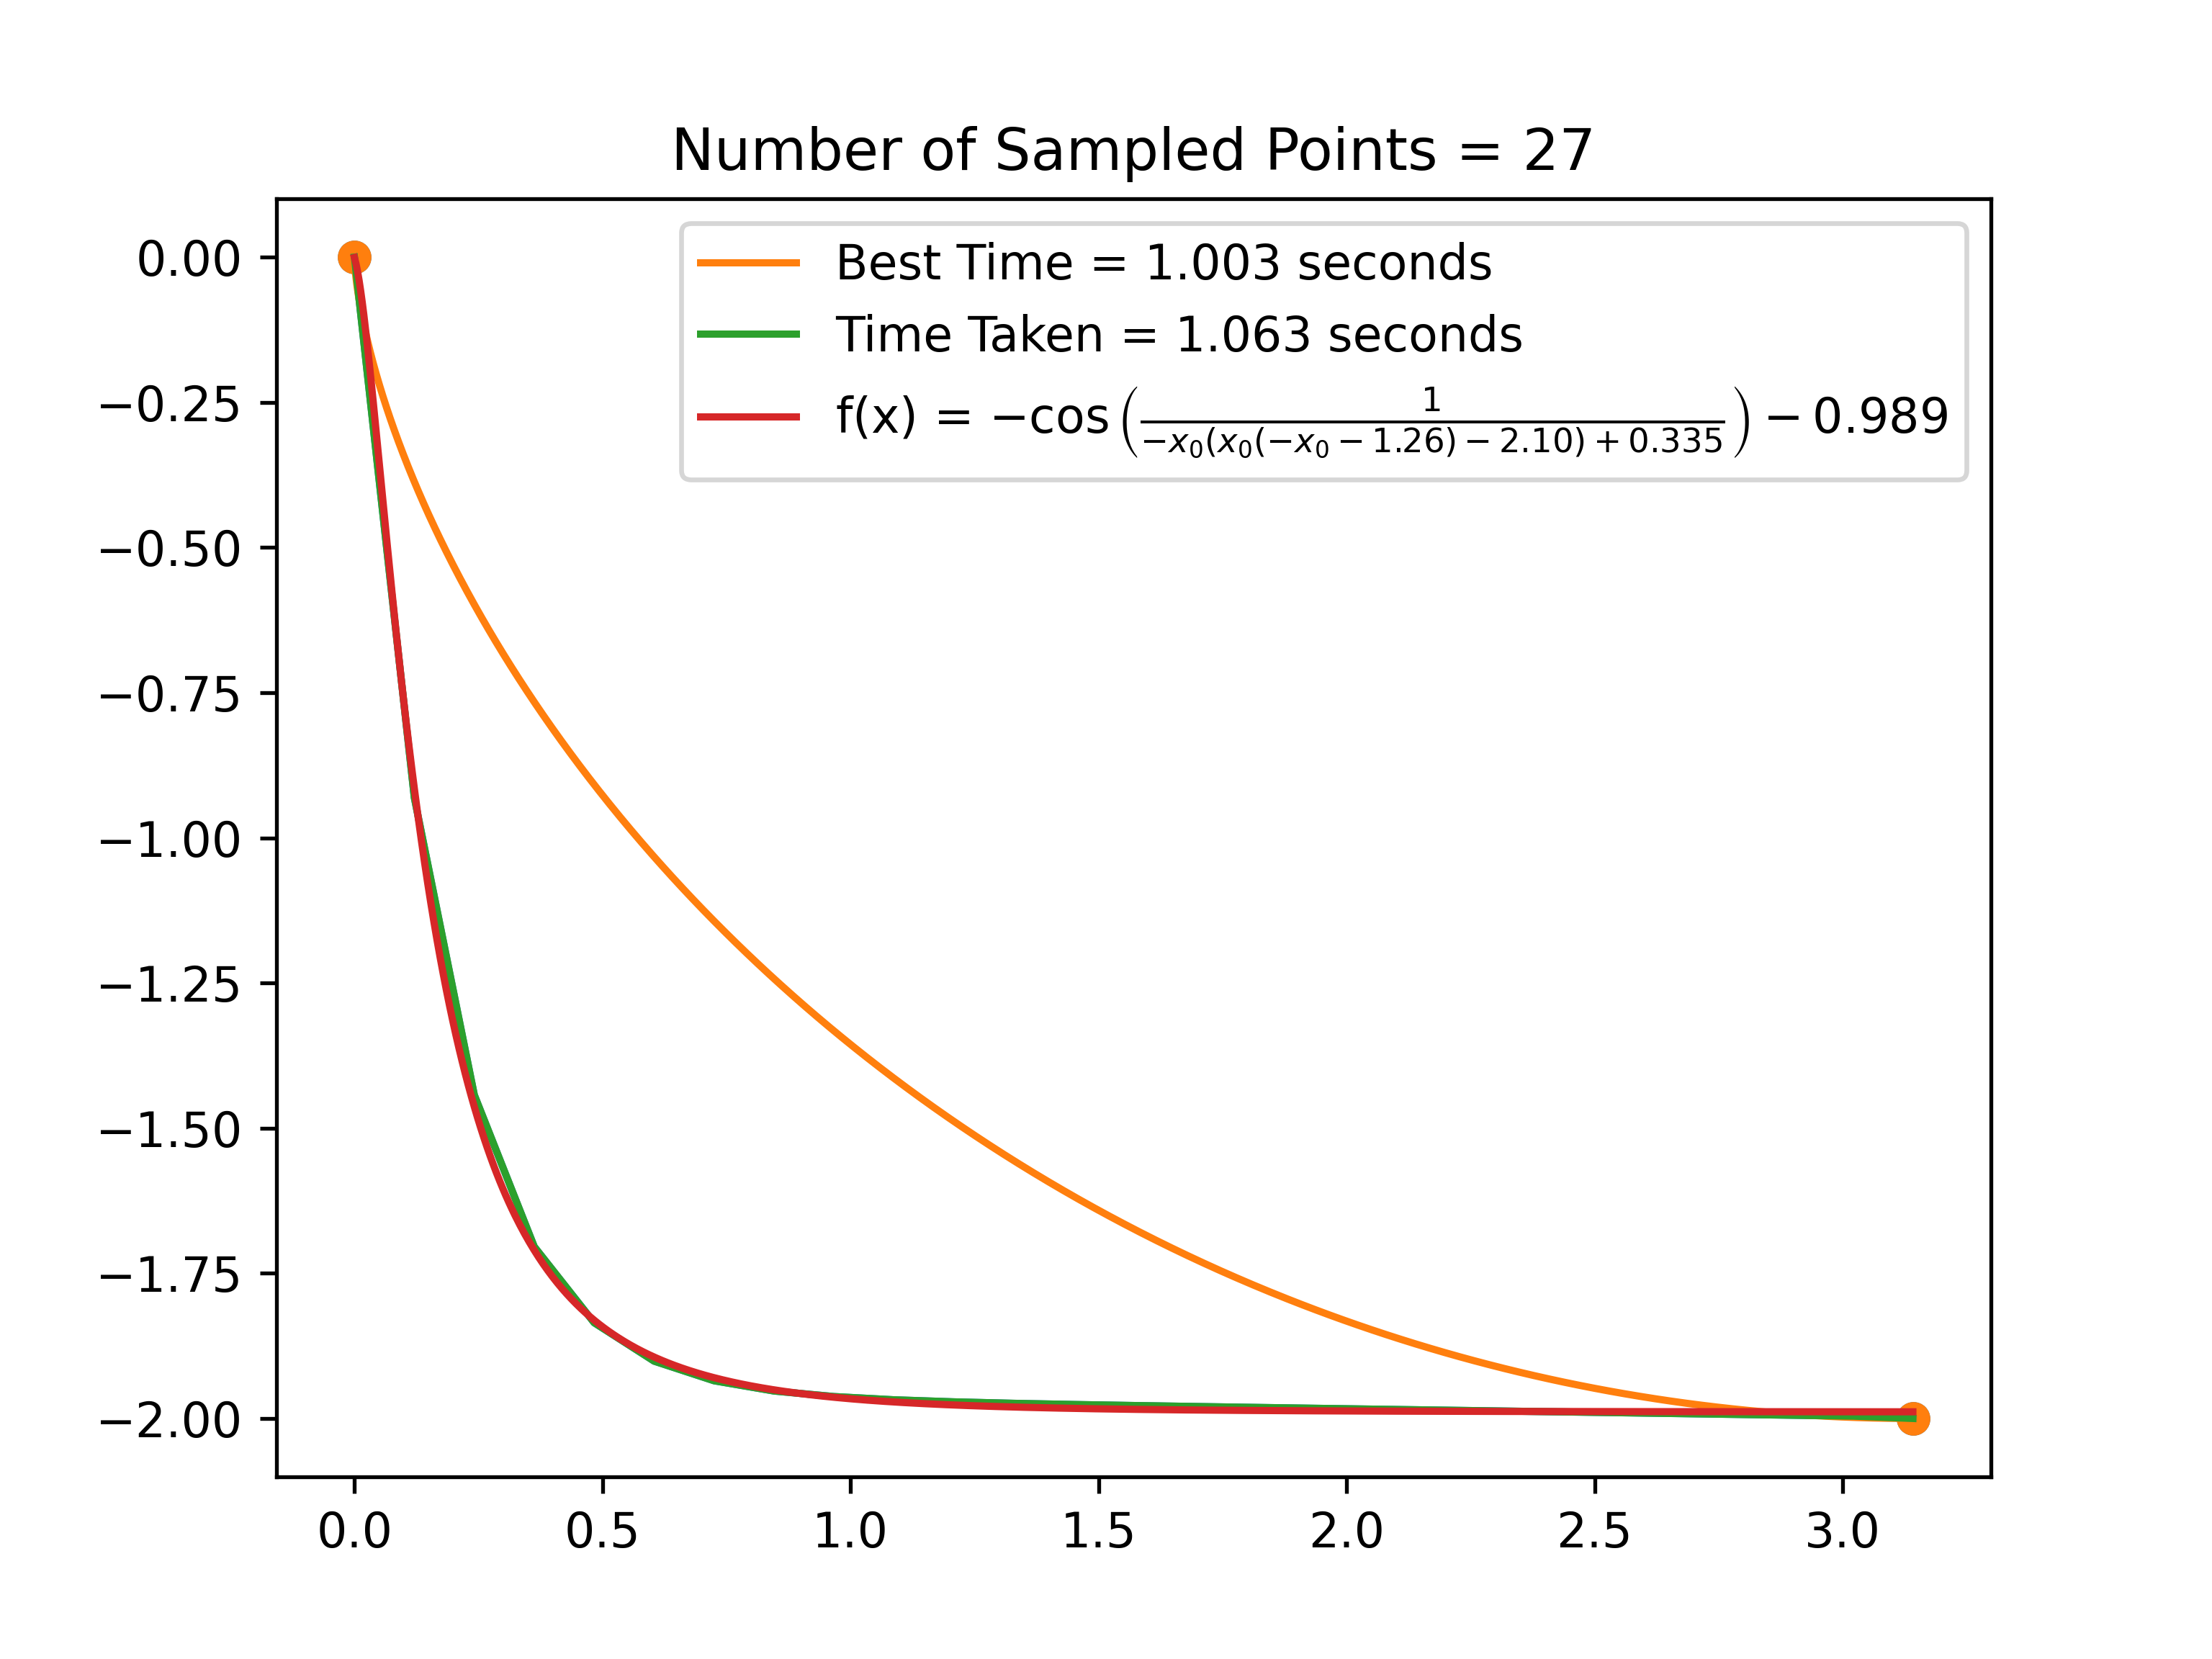 Number of Sampled Points = 27
Best Time = 1.003 seconds
Time Taken = 1.063 seconds
f(x) = −cos(1/(−x₀(x₀(−x₀ − 1.26) − 2.10) + 0.335)) − 0.989
0.00
−0.25
−0.50
−0.75
−1.00
−1.25
−1.50
−1.75
−2.00
0.0 0.5 1.0 1.5 2.0 2.5 3.0